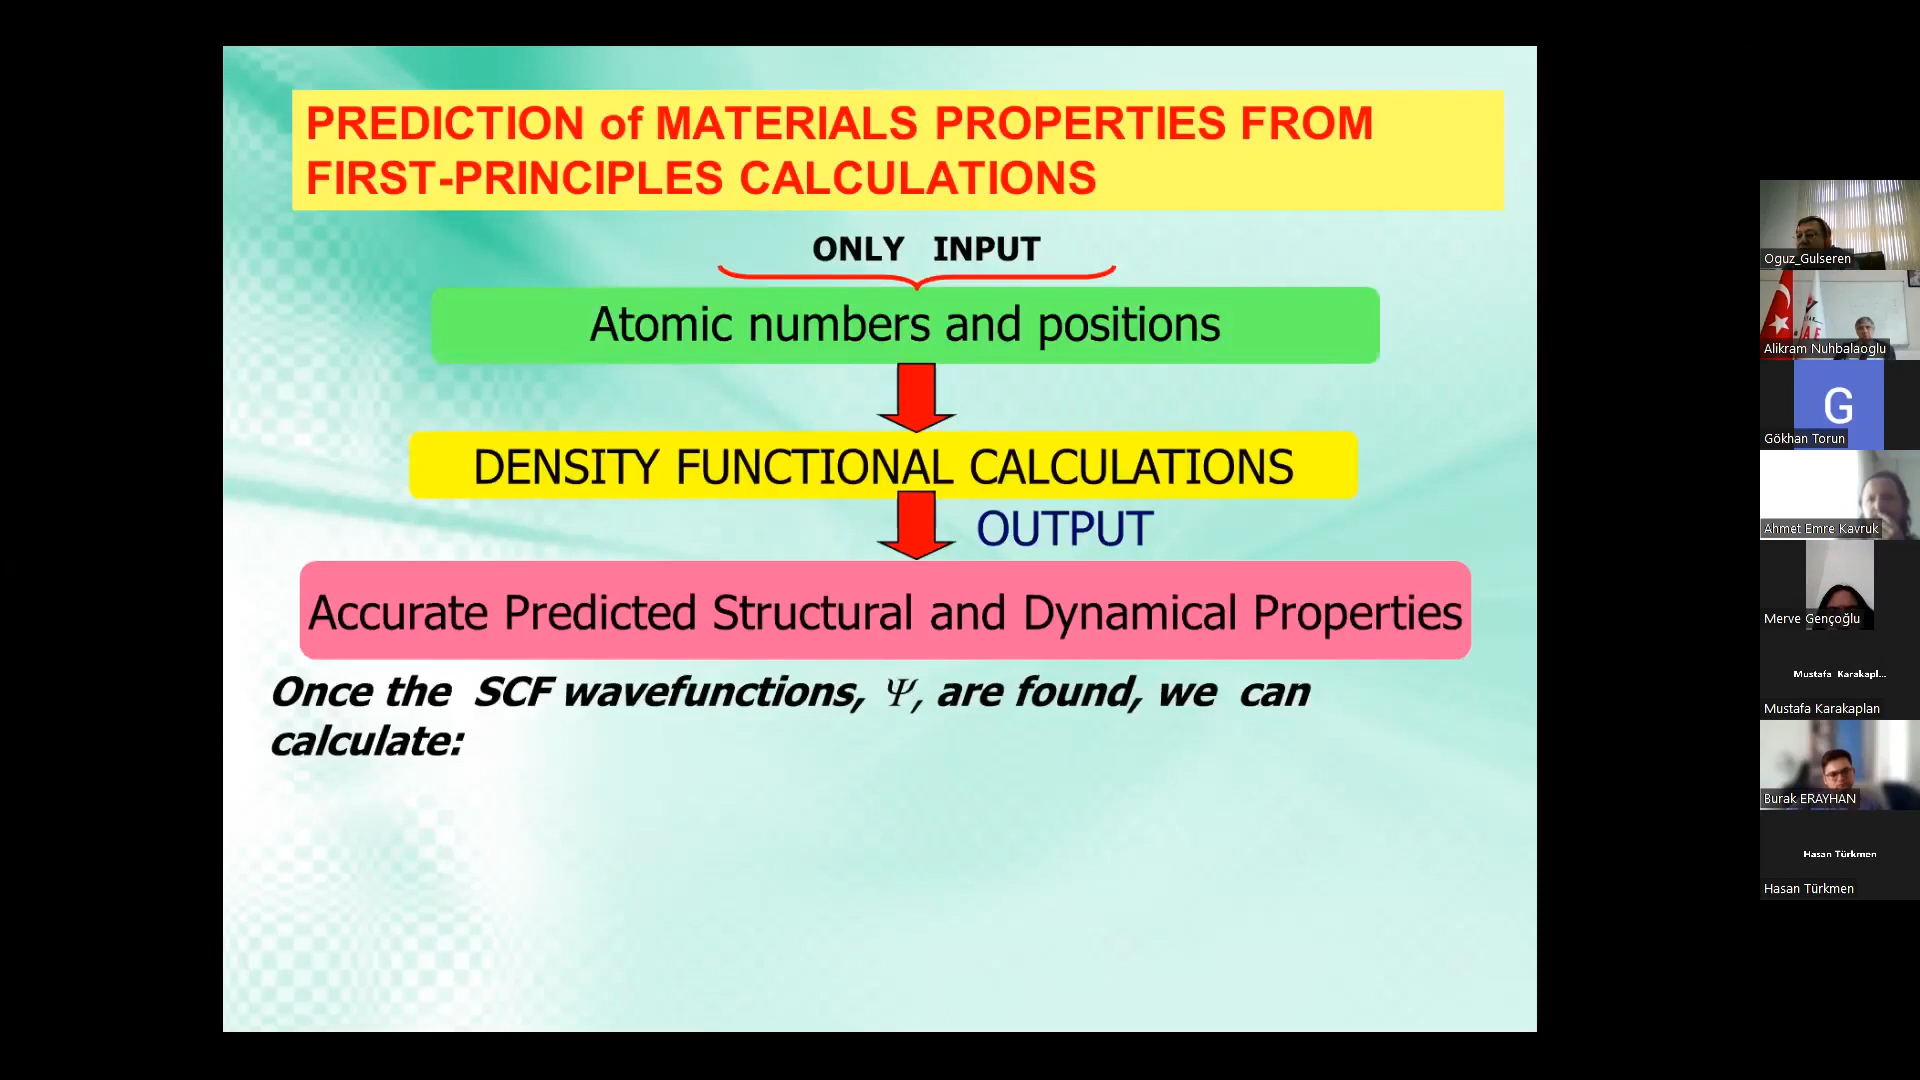 PREDICTION of MATERIALS PROPERTIES FROM
FIRST-PRINCIPLES CALCULATIONS
ONLY INPUT
Atomic numbers and positions
DENSITY FUNCTIONAL CALCULATIONS
OUTPUT
Accurate Predicted Structural and Dynamical Properties
Once the SCF wavefunctions, Ψ, are found, we can
calculate:
Oguz_Gulseren
Alikram Nuhbalaoglu
G
Gökhan Torun
Ahmet Emre Kavruk
Merve Gençoğlu
Mustafa Karakapl...
Mustafa Karakaplan
Burak ERAYHAN
Hasan Türkmen
Hasan Türkmen